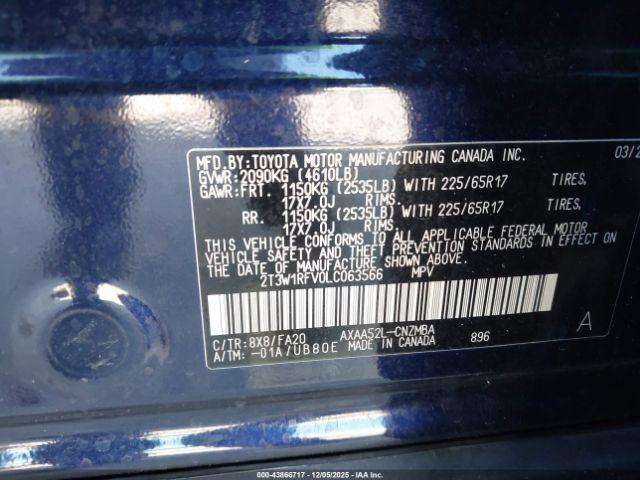 MFD.BY:TOYOTA MOTOR MANUFACTURING CANADA INC. 03/2
GVWR:2090KG (4610LB)
GAWR:FRT. 1150KG (2535LB) WITH 225/65R17 TIRES,
17X7.0J RIMS.
RR. 1150KG (2535LB) WITH 225/65R17 TIRES,
17X7.0J RIMS.
THIS VEHICLE CONFORMS TO ALL APPLICABLE FEDERAL MOTOR
VEHICLE SAFETY AND THEFT PREVENTION STANDARDS IN EFFECT ON
THE DATE OF MANUFACTURE SHOWN ABOVE.
2T3W1RFV0LC063566 MPV
C/TR:8X8/FA20 AXAA52L-CNZMBA 896 A
A/TM:-01A/UB80E MADE IN CANADA
000-43866717 - 12/05/2025 - IAA Inc.